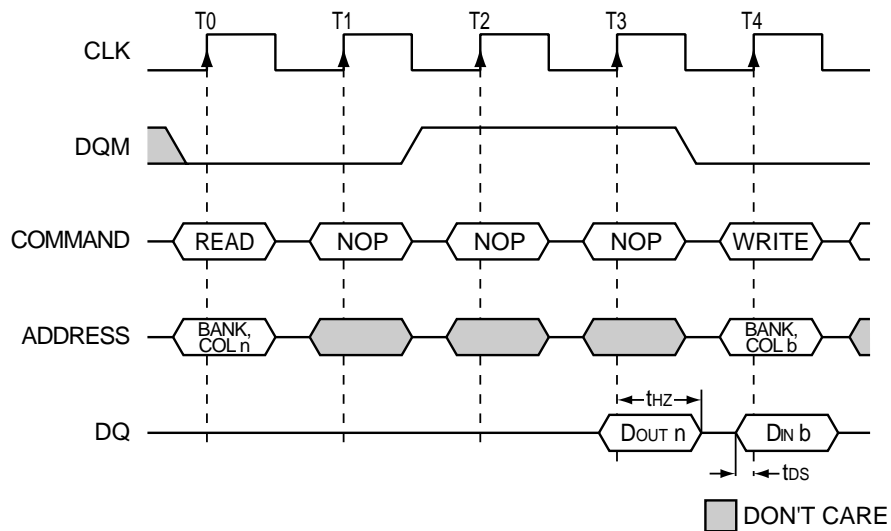 T0 T1 T2 T3 T4
CLK
DQM
COMMAND READ NOP NOP NOP WRITE
ADDRESS BANK, COL n BANK, COL b
tHZ
DQ DOUT n DIN b
tDS
DON'T CARE